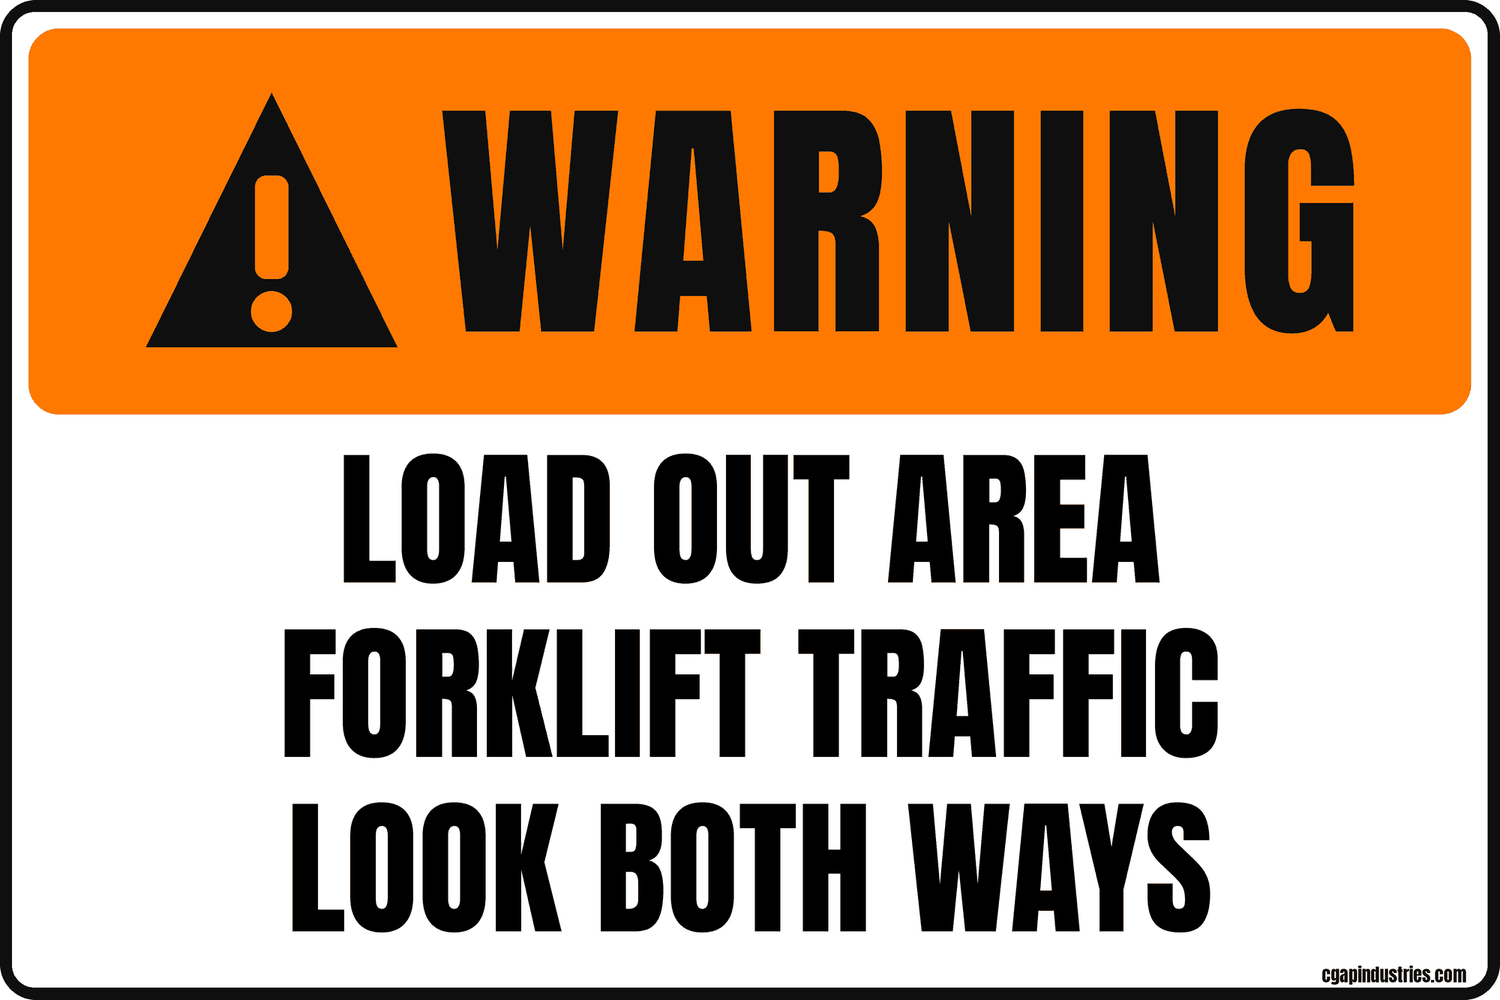 WARNING
LOAD OUT AREA
FORKLIFT TRAFFIC
LOOK BOTH WAYS
cgapindustries.com